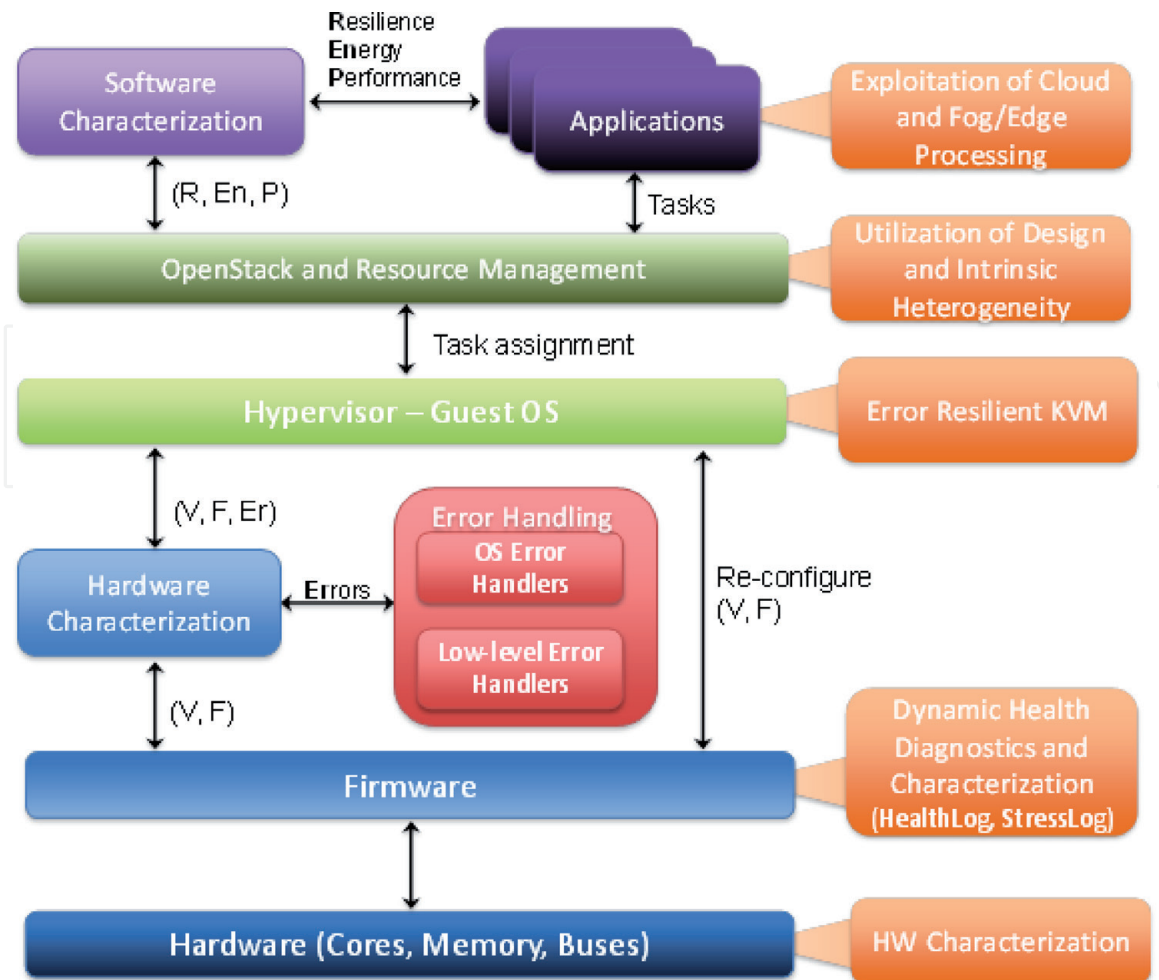 Resilience
Energy
Performance
Software
Characterization
Applications
Exploitation of Cloud
and Fog/Edge
Processing
(R, En, P)
Tasks
OpenStack and Resource Management
Utilization of Design
and Intrinsic
Heterogeneity
Task assignment
Hypervisor – Guest OS
Error Resilient KVM
(V, F, Er)
Error Handling
OS Error
Handlers
Hardware
Characterization
Errors
Low-level Error
Handlers
Re-configure
(V, F)
(V, F)
Firmware
Dynamic Health
Diagnostics and
Characterization
(HealthLog, StressLog)
Hardware (Cores, Memory, Buses)
HW Characterization